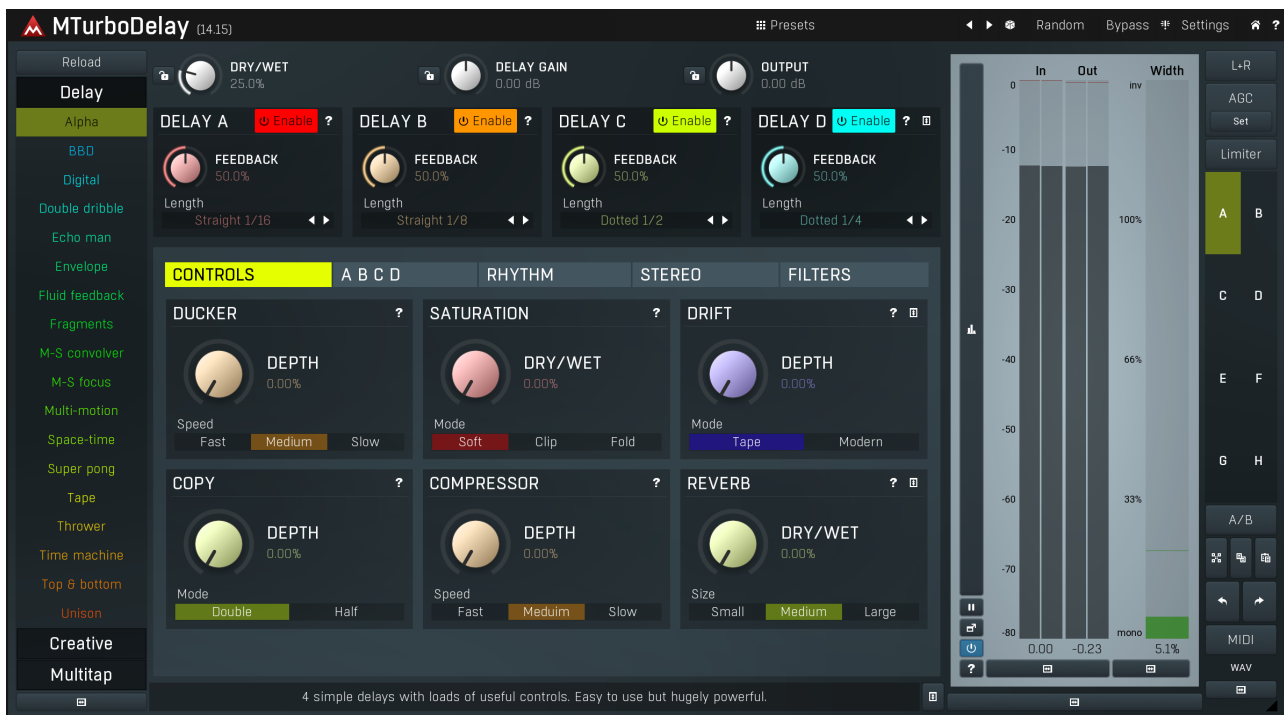 MTurboDelay (14.15)
Presets
Random Bypass Settings ?
Reload
Delay
Alpha
BBD
Digital
Double dribble
Echo man
Envelope
Fluid feedback
Fragments
M-S convolver
M-S focus
Multi-motion
Space-time
Super pong
Tape
Thrower
Time machine
Top & bottom
Unison
Creative
Multitap
DRY/WET
25.0%
DELAY GAIN
0.00 dB
OUTPUT
0.00 dB
DELAY A Enable ?
FEEDBACK
50.0%
Length
Straight 1/16
DELAY B Enable ?
FEEDBACK
50.0%
Length
Straight 1/8
DELAY C Enable ?
FEEDBACK
50.0%
Length
Dotted 1/2
DELAY D Enable ?
FEEDBACK
50.0%
Length
Dotted 1/4
CONTROLS A B C D RHYTHM STEREO FILTERS
DUCKER ?
DEPTH
0.00%
Speed
Fast Medium Slow
SATURATION ?
DRY/WET
0.00%
Mode
Soft Clip Fold
DRIFT ?
DEPTH
0.00%
Mode
Tape Modern
COPY ?
DEPTH
0.00%
Mode
Double Half
COMPRESSOR ?
DEPTH
0.00%
Speed
Fast Meduim Slow
REVERB ?
DRY/WET
0.00%
Size
Small Medium Large
4 simple delays with loads of useful controls. Easy to use but hugely powerful.
In Out Width
0 inv
-10
-20 100%
-30
-40 66%
-50
-60 33%
-70
-80 mono
0.00 -0.23 5.1%
?
L+R
AGC
Set
Limiter
A B
C D
E F
G H
A/B
MIDI
WAV